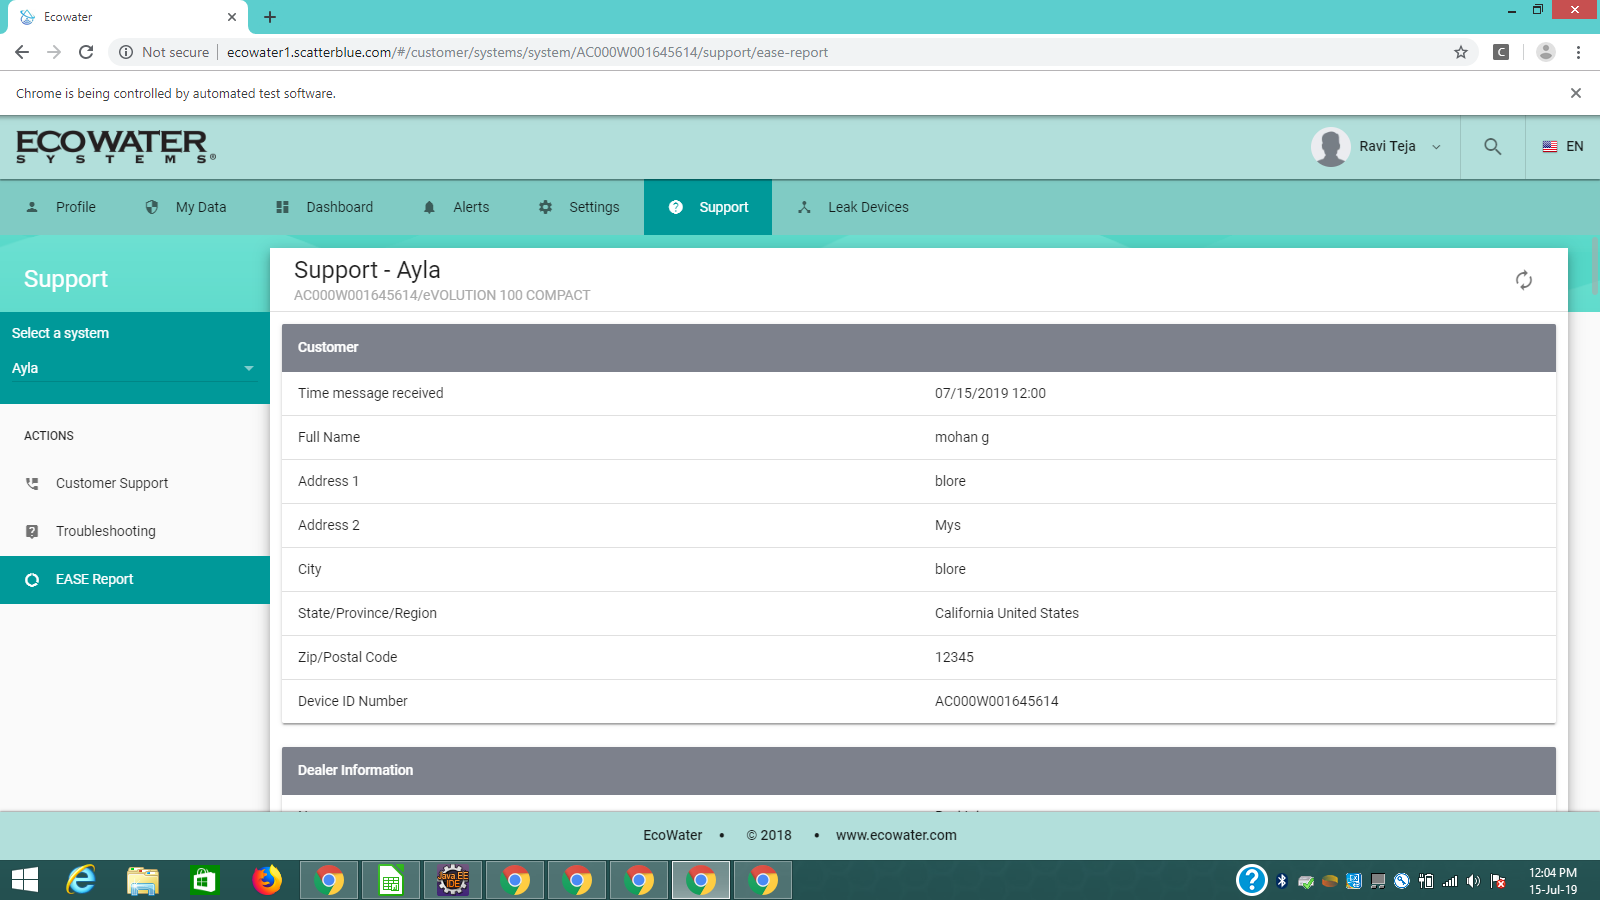 Ecowater
Not secure ecowater1.scatterblue.com/#/customer/systems/system/AC000W001645614/support/ease-report
C
Chrome is being controlled by automated test software.
ECOWATER
SYSTEMS®
Ravi Teja
EN
Profile
My Data
Dashboard
Alerts
Settings
Support
Leak Devices
Support
Select a system
Ayla
ACTIONS
Customer Support
Troubleshooting
EASE Report
Support - Ayla
AC000W001645614/eVOLUTION 100 COMPACT
Customer
Time message received 07/15/2019 12:00
Full Name mohan g
Address 1 blore
Address 2 Mys
City blore
State/Province/Region California United States
Zip/Postal Code 12345
Device ID Number AC000W001645614
Dealer Information
EcoWater • © 2018 • www.ecowater.com
Java EE
IDE
12:04 PM
15-Jul-19